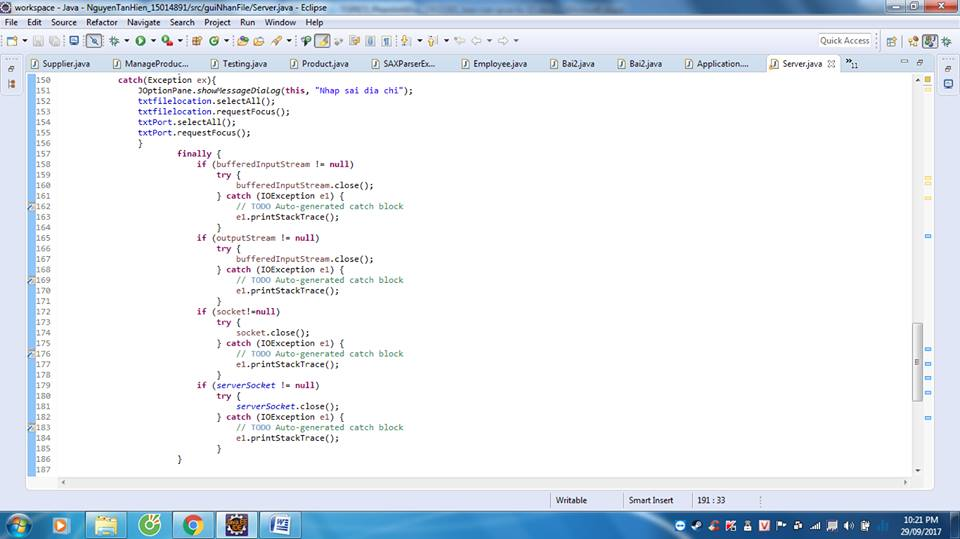 workspace - Java - NguyenTanHien_15014891/src/guiNhanFile/Server.java - Eclipse
File Edit Source Refactor Navigate Search Project Run Window Help
Quick Access
Supplier.java ManageProduc... Testing.java Product.java SAXParserEx... Employee.java Bai2.java Bai2.java Application.... Server.java »11
150 catch(Exception ex){
151 JOptionPane.showMessageDialog(this, "Nhap sai dia chi");
152 txtfilelocation.selectAll();
153 txtfilelocation.requestFocus();
154 txtPort.selectAll();
155 txtPort.requestFocus();
156 }
157 finally {
158 if (bufferedInputStream != null)
159 try {
160 bufferedInputStream.close();
161 } catch (IOException e1) {
162 // TODO Auto-generated catch block
163 e1.printStackTrace();
164 }
165 if (outputStream != null)
166 try {
167 bufferedInputStream.close();
168 } catch (IOException e1) {
169 // TODO Auto-generated catch block
170 e1.printStackTrace();
171 }
172 if (socket!=null)
173 try {
174 socket.close();
175 } catch (IOException e1) {
176 // TODO Auto-generated catch block
177 e1.printStackTrace();
178 }
179 if (serverSocket != null)
180 try {
181 serverSocket.close();
182 } catch (IOException e1) {
183 // TODO Auto-generated catch block
184 e1.printStackTrace();
185 }
186 }
187
Writable Smart Insert 191 : 33
10:21 PM
29/09/2017